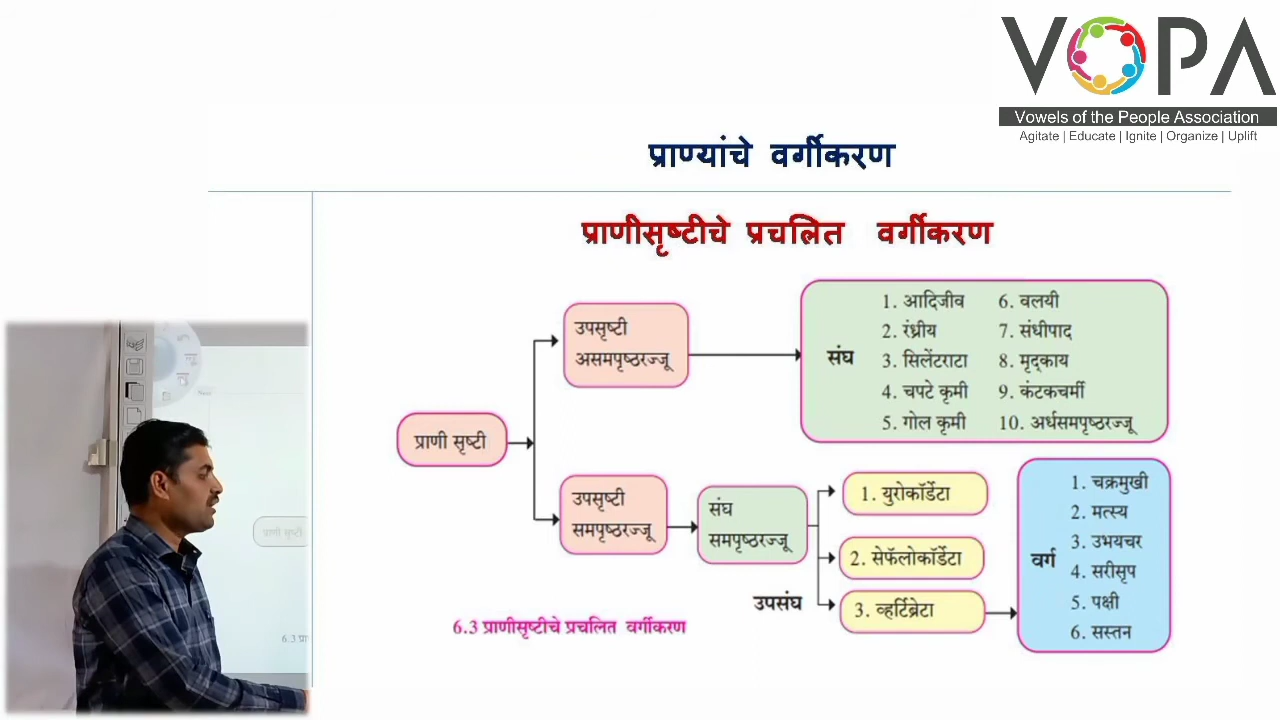 VOPA
Vowels of the People Association
Agitate | Educate | Ignite | Organize | Uplift
प्राण्यांचे वर्गीकरण
प्राणीसृष्टीचे प्रचलित वर्गीकरण
प्राणी सृष्टी
उपसृष्टी
असमपृष्ठरज्जू
संघ
1. आदिजीव
2. रंध्रीय
3. सिलेंटराटा
4. चपटे कृमी
5. गोल कृमी
6. वलयी
7. संधीपाद
8. मृद्काय
9. कंटकचर्मी
10. अर्धसमपृष्ठरज्जू
उपसृष्टी
समपृष्ठरज्जू
संघ
समपृष्ठरज्जू
उपसंघ
1. युरोकॉर्डेटा
2. सेफॅलोकॉर्डेटा
3. व्हर्टिब्रेटा
वर्ग
1. चक्रमुखी
2. मत्स्य
3. उभयचर
4. सरीसृप
5. पक्षी
6. सस्तन
6.3 प्राणीसृष्टीचे प्रचलित वर्गीकरण
प्राणी सृष्टी
6.3 प्रा